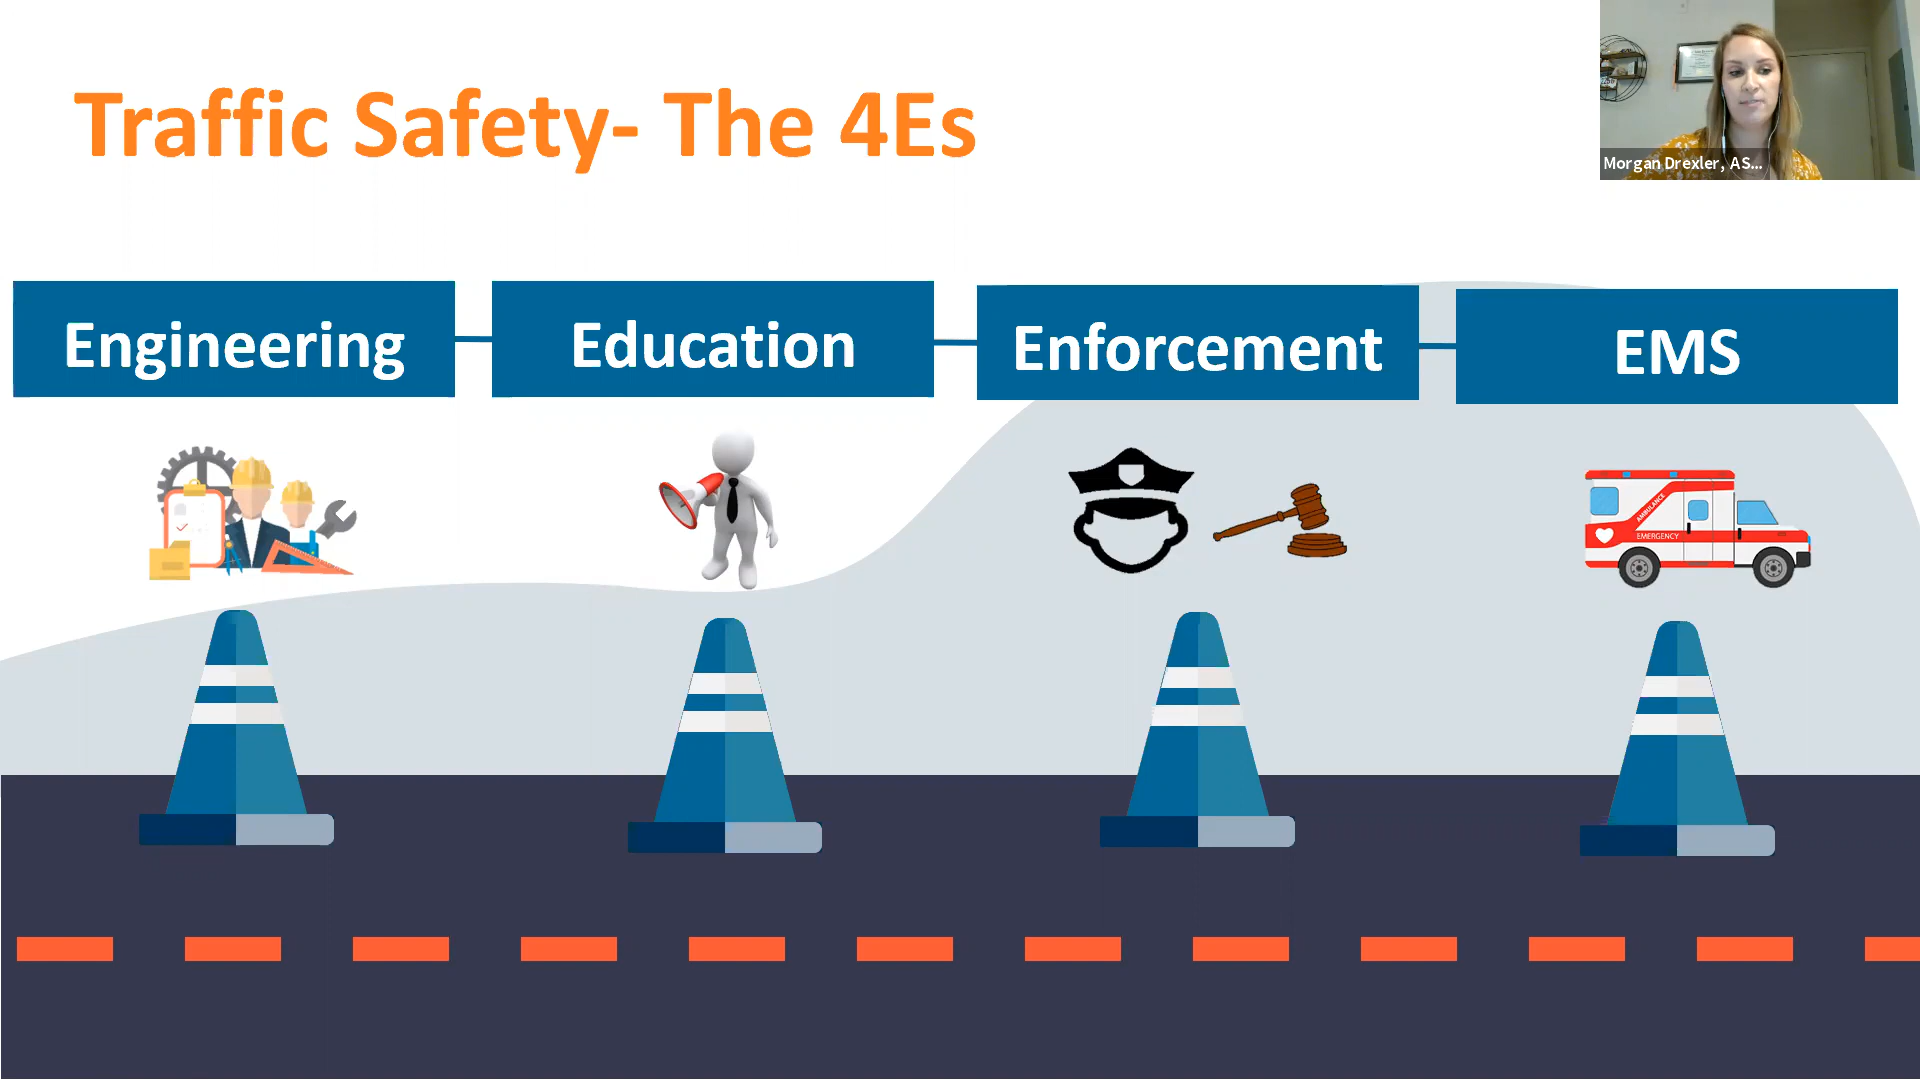 Traffic Safety- The 4Es
Morgan Drexler, AS...
Engineering
Education
Enforcement
EMS
AMBULANCE
EMERGENCY